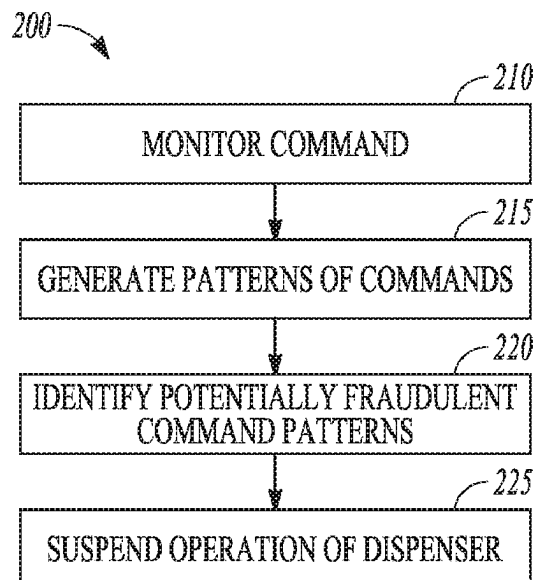 200
210
MONITOR COMMAND
215
GENERATE PATTERNS OF COMMANDS
220
IDENTIFY POTENTIALLY FRAUDULENT
COMMAND PATTERNS
225
SUSPEND OPERATION OF DISPENSER